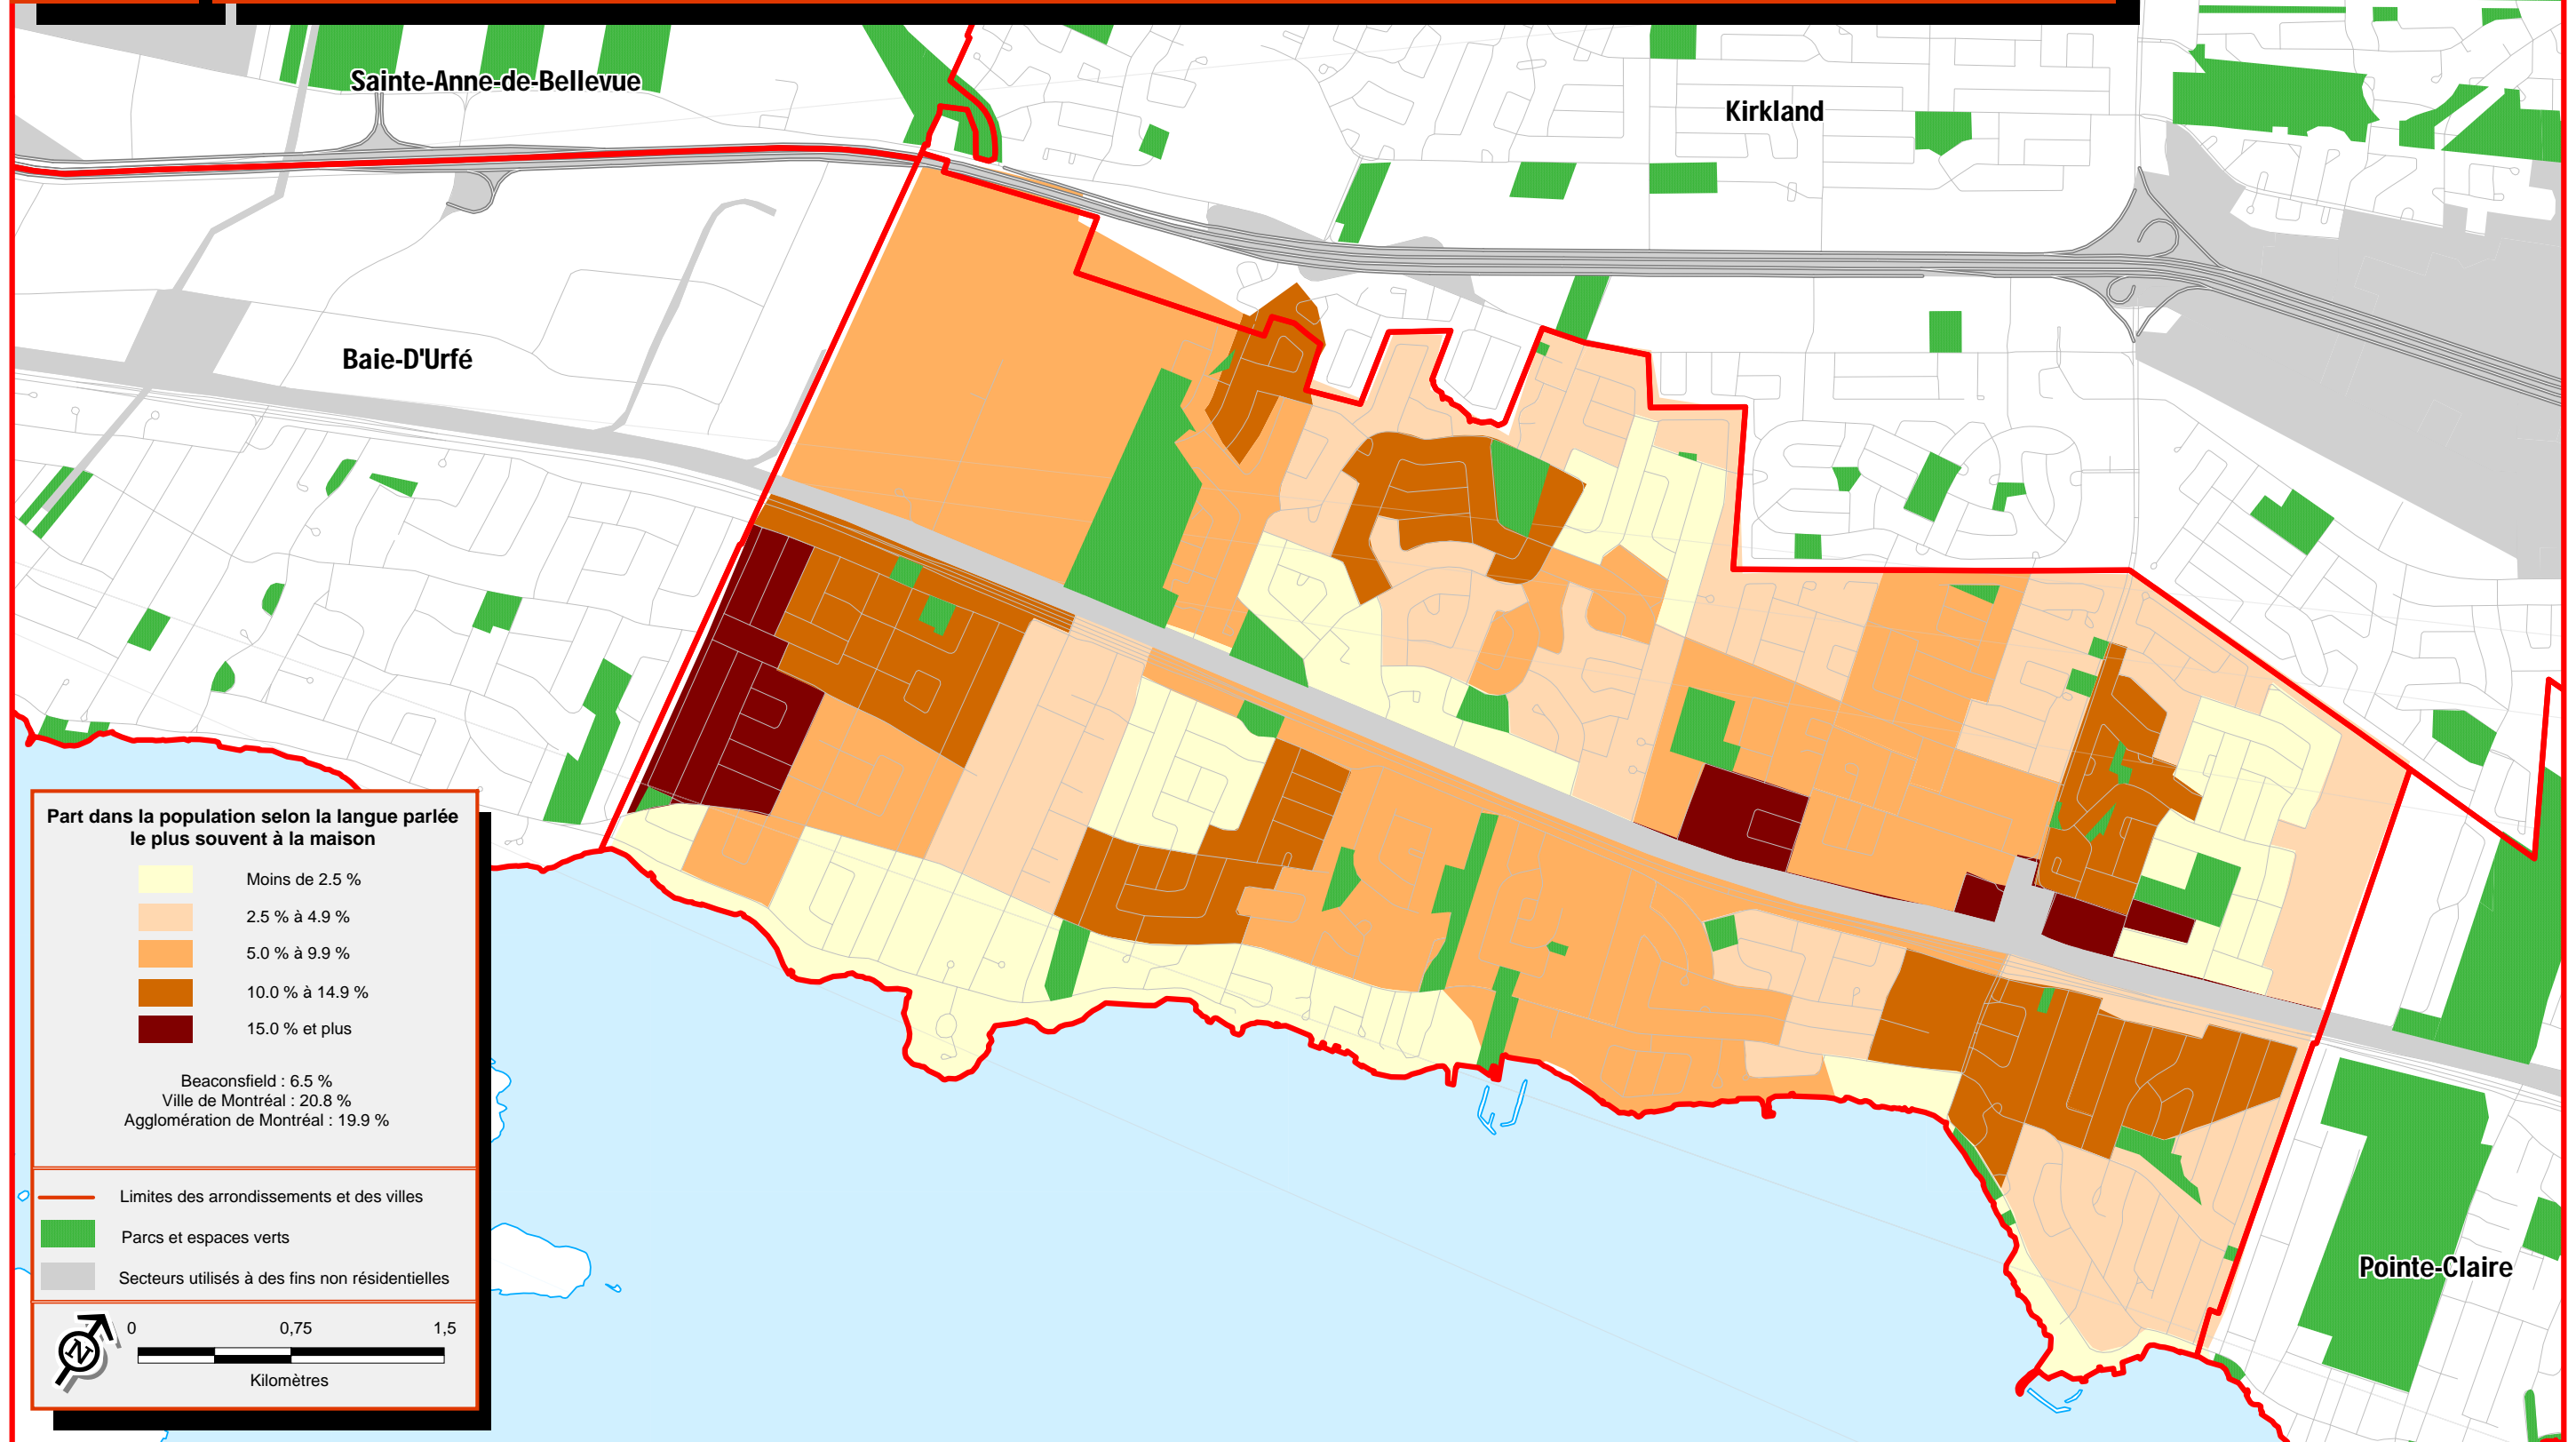 Sainte-Anne-de-Bellevue
Kirkland
Baie-D'Urfé
Part dans la population selon la langue parlée
le plus souvent à la maison
Moins de 2.5 %
2.5 % à 4.9 %
5.0 % à 9.9 %
10.0 % à 14.9 %
15.0 % et plus
Beaconsfield : 6.5 %
Ville de Montréal : 20.8 %
Agglomération de Montréal : 19.9 %
Limites des arrondissements et des villes
Parcs et espaces verts
Secteurs utilisés à des fins non résidentielles
N
0 0,75 1,5
Kilomètres
Pointe-Claire